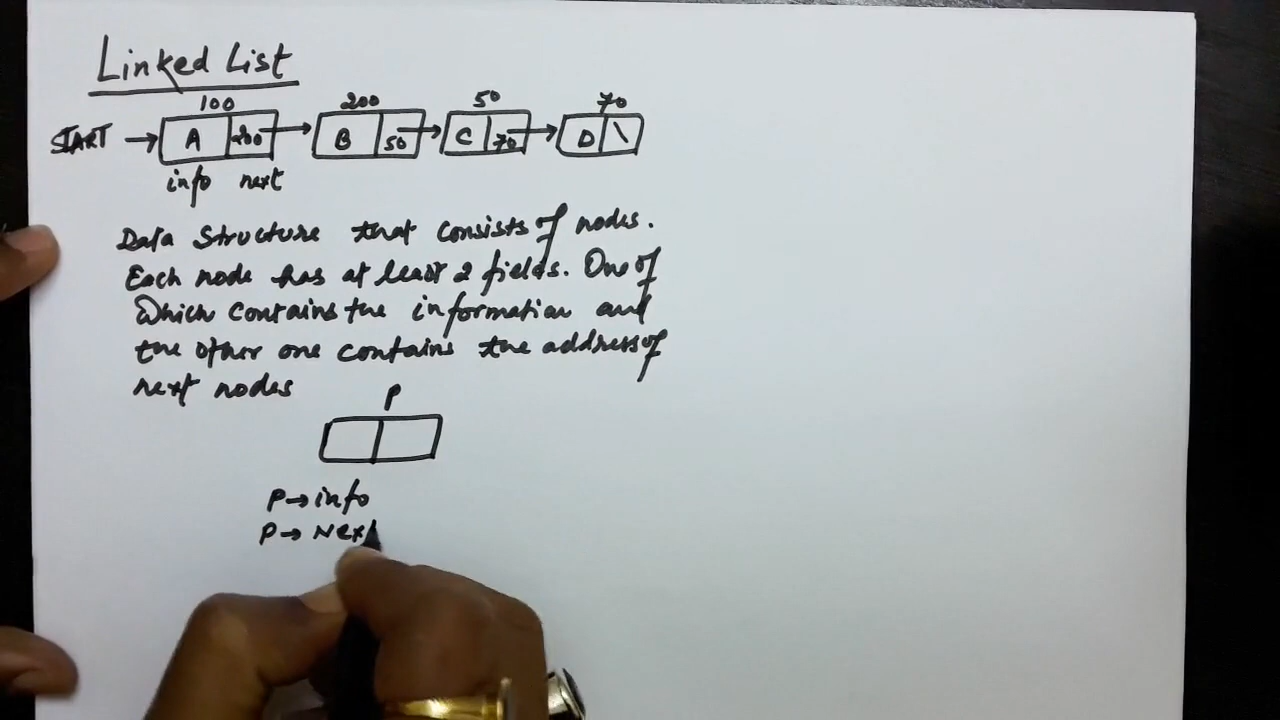 Linked List
100 200 50 70
START → A 200 → B 50 → C 70 → D \
info next
Data Structure that consists of nodes.
Each node has at least 2 fields. One of
Which contains the information and
the other one contains the address of
next nodes
P
P→info
P→Next